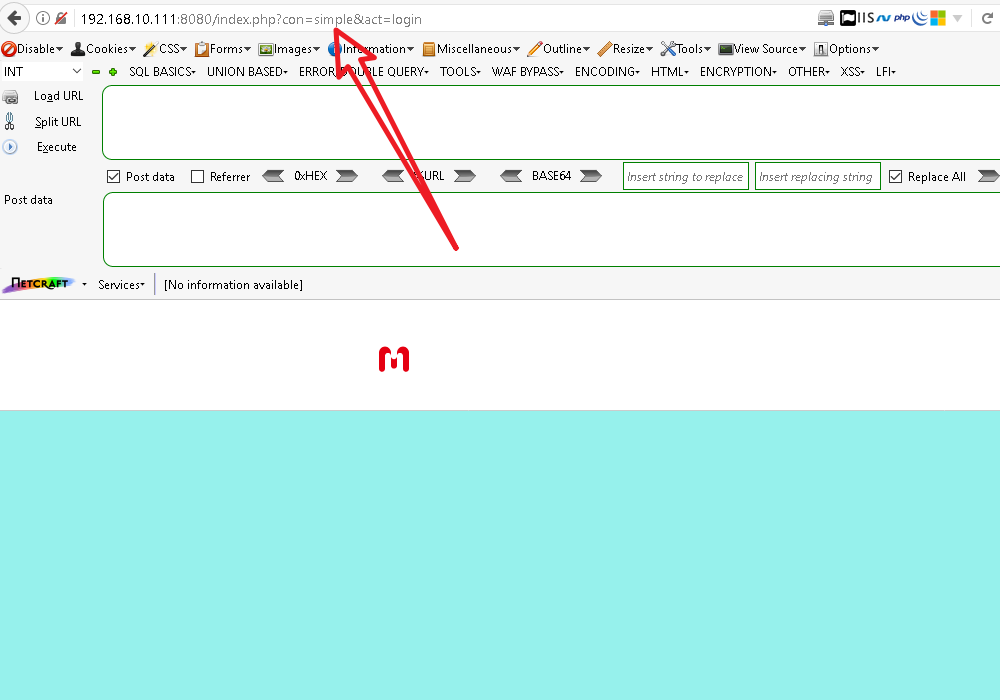 192.168.10.111:8080/index.php?con=simple&act=login
IIS php
Disable Cookies CSS Forms Images Information Miscellaneous Outline Resize Tools View Source Options
INT SQL BASICS UNION BASED ERROR/DOUBLE QUERY TOOLS WAF BYPASS ENCODING HTML ENCRYPTION OTHER XSS LFI
Load URL
Split URL
Execute
Post data Referrer 0xHEX %URL BASE64 Insert string to replace Insert replacing string Replace All
Post data
NETCRAFT Services [No information available]